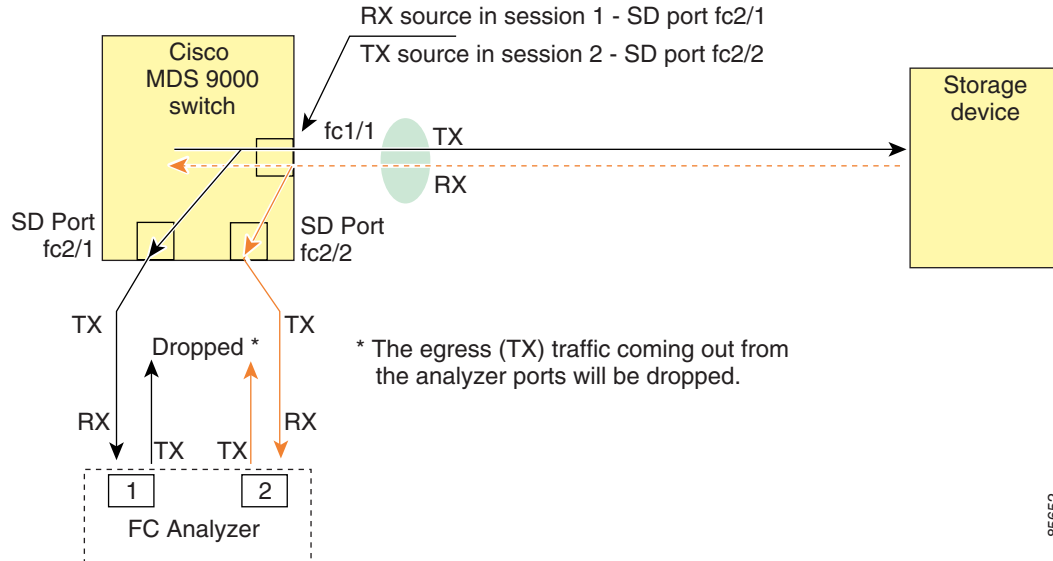 RX source in session 1 - SD port fc2/1
TX source in session 2 - SD port fc2/2
Cisco
MDS 9000
switch
Storage
device
fc1/1
TX
RX
SD Port
fc2/1
SD Port
fc2/2
TX
TX
Dropped *
* The egress (TX) traffic coming out from
the analyzer ports will be dropped.
RX
TX
TX
RX
1
2
FC Analyzer
85652